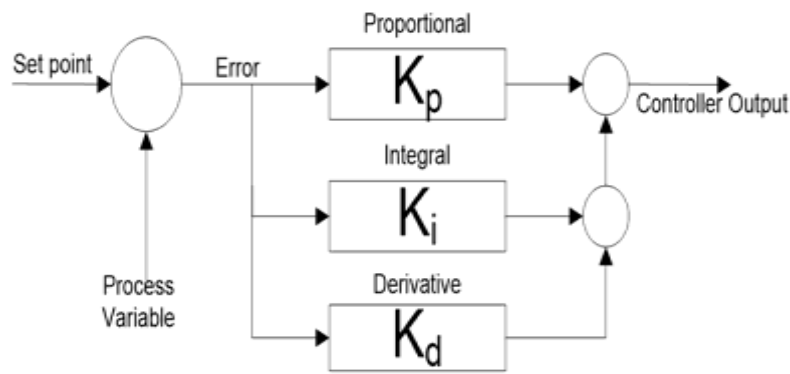 Proportional
Set point
Error
Kp
Controller Output
Integral
Ki
Process
Variable
Derivative
Kd